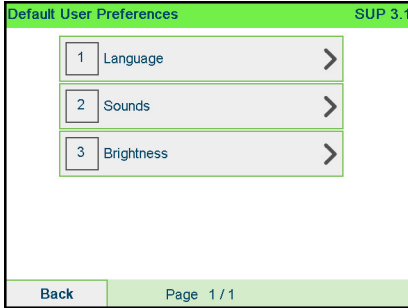 Default User Preferences SUP 3.1
1 Language
2 Sounds
3 Brightness
Back Page 1 / 1